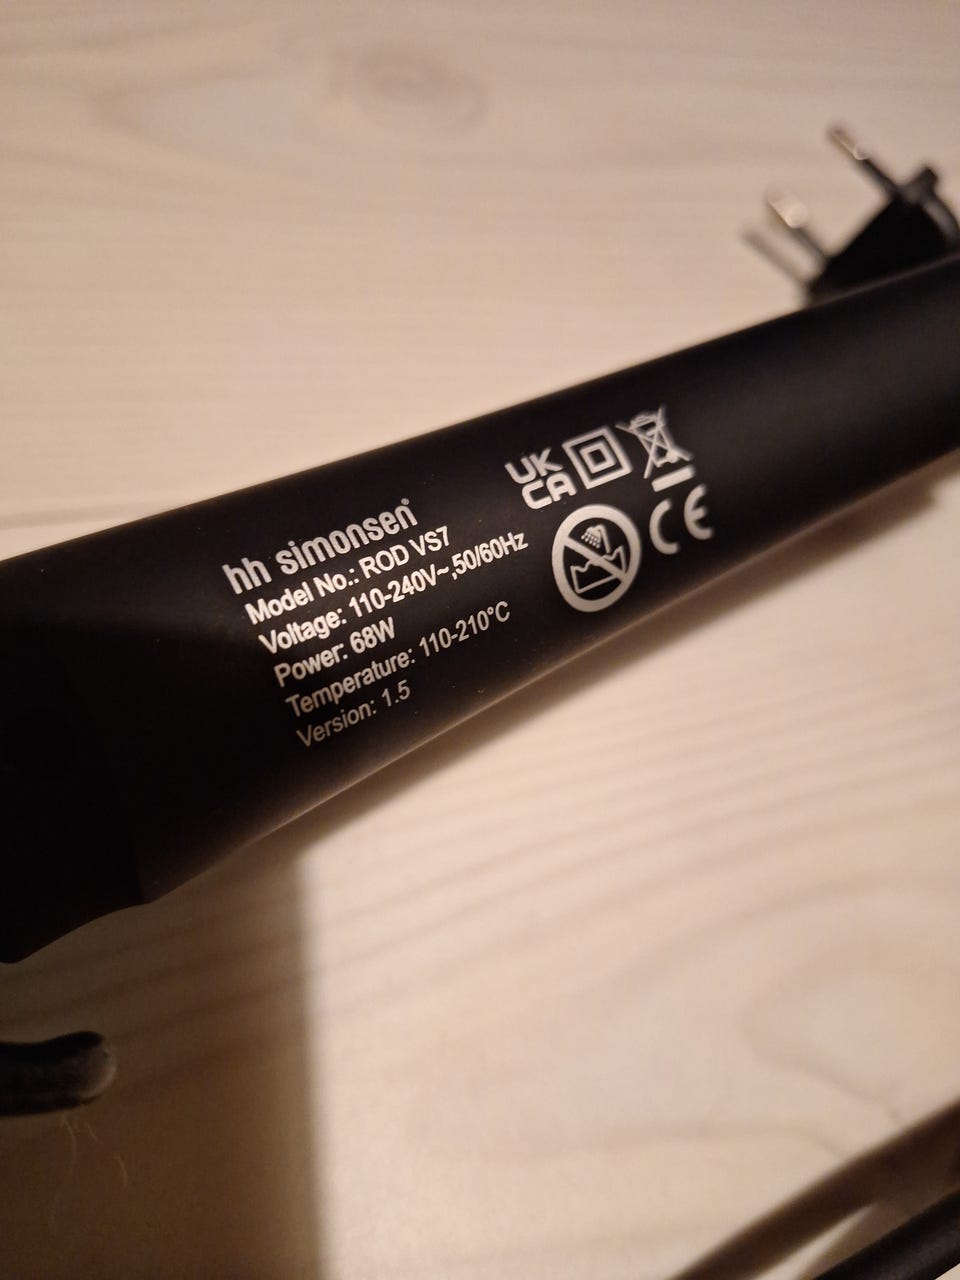 hh simonsen®
Model No.: ROD VS7
Voltage: 110-240V~,50/60Hz
Power: 68W
Temperature: 110-210°C
Version: 1.5
UK
CA
CE